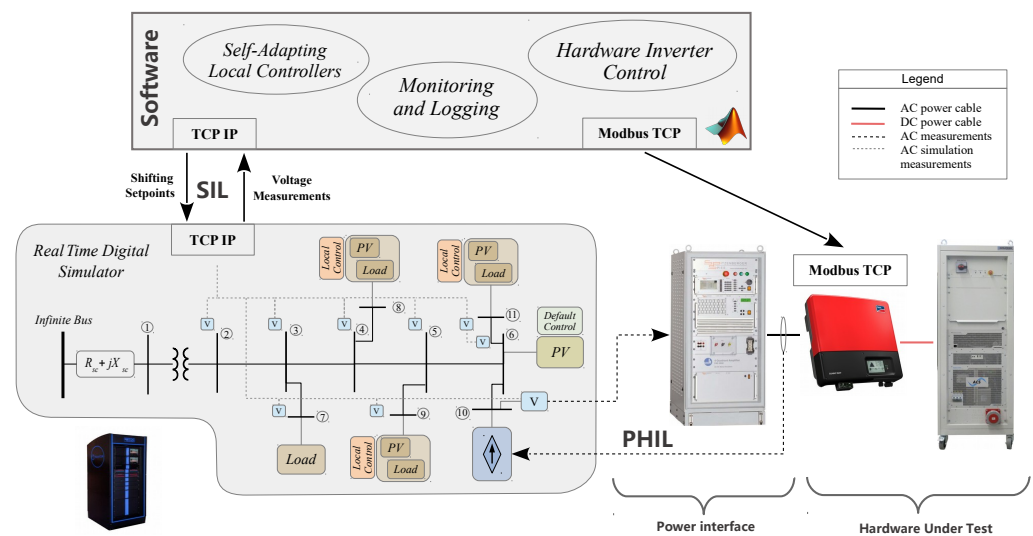 Software
Self-Adapting
Local Controllers
Monitoring
and Logging
Hardware Inverter
Control
TCP IP
Modbus TCP
Legend
AC power cable
DC power cable
AC measurements
AC simulation
measurements
Shifting
Setpoints
SIL
Voltage
Measurements
Real Time Digital
Simulator
TCP IP
Local
Control
PV
Load
Local
Control
PV
Load
Modbus TCP
Infinite Bus
1
2
3
4
5
6
8
11
V
V
V
V
V
V
Default
Control
PV
R_sc + jX_sc
V
V
7
9
10
V
Load
Local
Control
PV
Load
PHIL
Power interface
Hardware Under Test